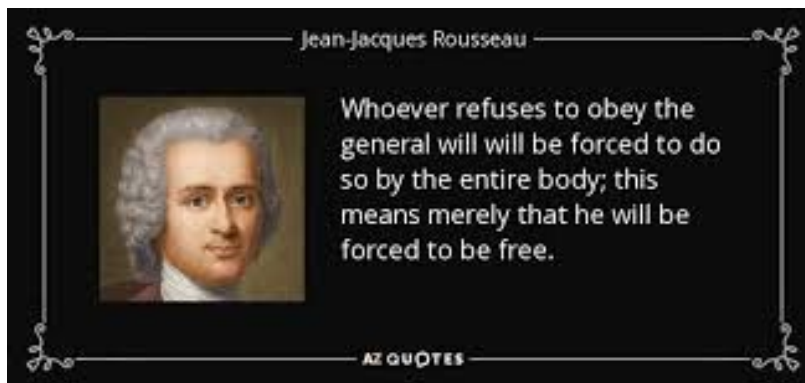 Jean-Jacques Rousseau
Whoever refuses to obey the
general will will be forced to do
so by the entire body; this
means merely that he will be
forced to be free.
AZ QUOTES